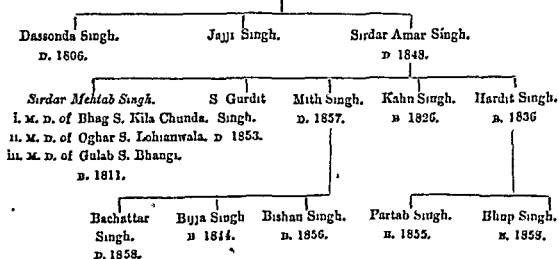 Dassonda Singh. Jajji Singh. Sirdar Amar Singh.
D. 1806. D 1848.
Sirdar Mehtab Singh. S Gurdit Mith Singh. Kahn Singh. Hardit Singh.
i. M. D. of Bhag S. Kila Chunda. Singh. D. 1857. B 1826. B. 1836
ii. M. D. of Oghar S. Lohianwala. D 1853.
iii. M. D. of Gulab S. Bhangi.
B. 1811.
Bachattar Bijja Singh Bishan Singh. Partab Singh. Bhup Singh.
Singh. B 1844. B. 1856. B. 1855. B. 1859.
D. 1858.